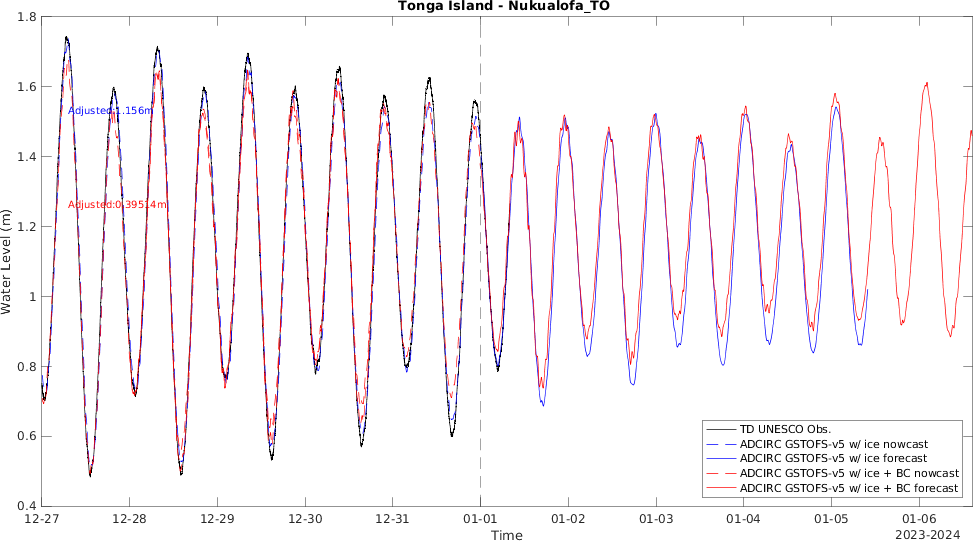 Tonga Island - Nukualofa_TO
1.8
1.6
1.4
1.2
1
0.8
0.6
0.4
Water Level (m)
Adjusted:1.156m
Adjusted:0.39514m
TD UNESCO Obs.
ADCIRC GSTOFS-v5 w/ ice nowcast
ADCIRC GSTOFS-v5 w/ ice forecast
ADCIRC GSTOFS-v5 w/ ice + BC nowcast
ADCIRC GSTOFS-v5 w/ ice + BC forecast
12-27 12-28 12-29 12-30 12-31 01-01 01-02 01-03 01-04 01-05 01-06
Time
2023-2024